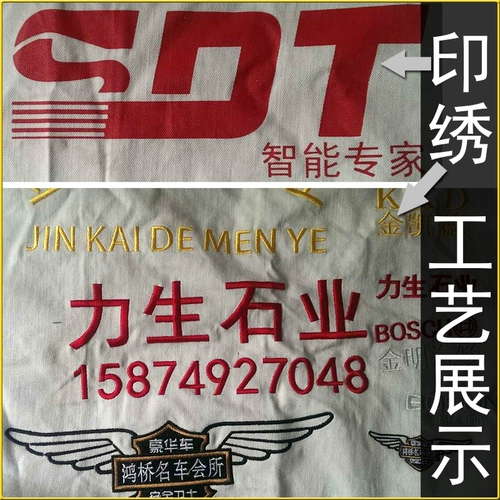 SDT
智能专家
印绣
工艺展示
JIN KAI DE MEN YE
力生石业
15874927048
豪华车
鸿桥名车会所
力生石业